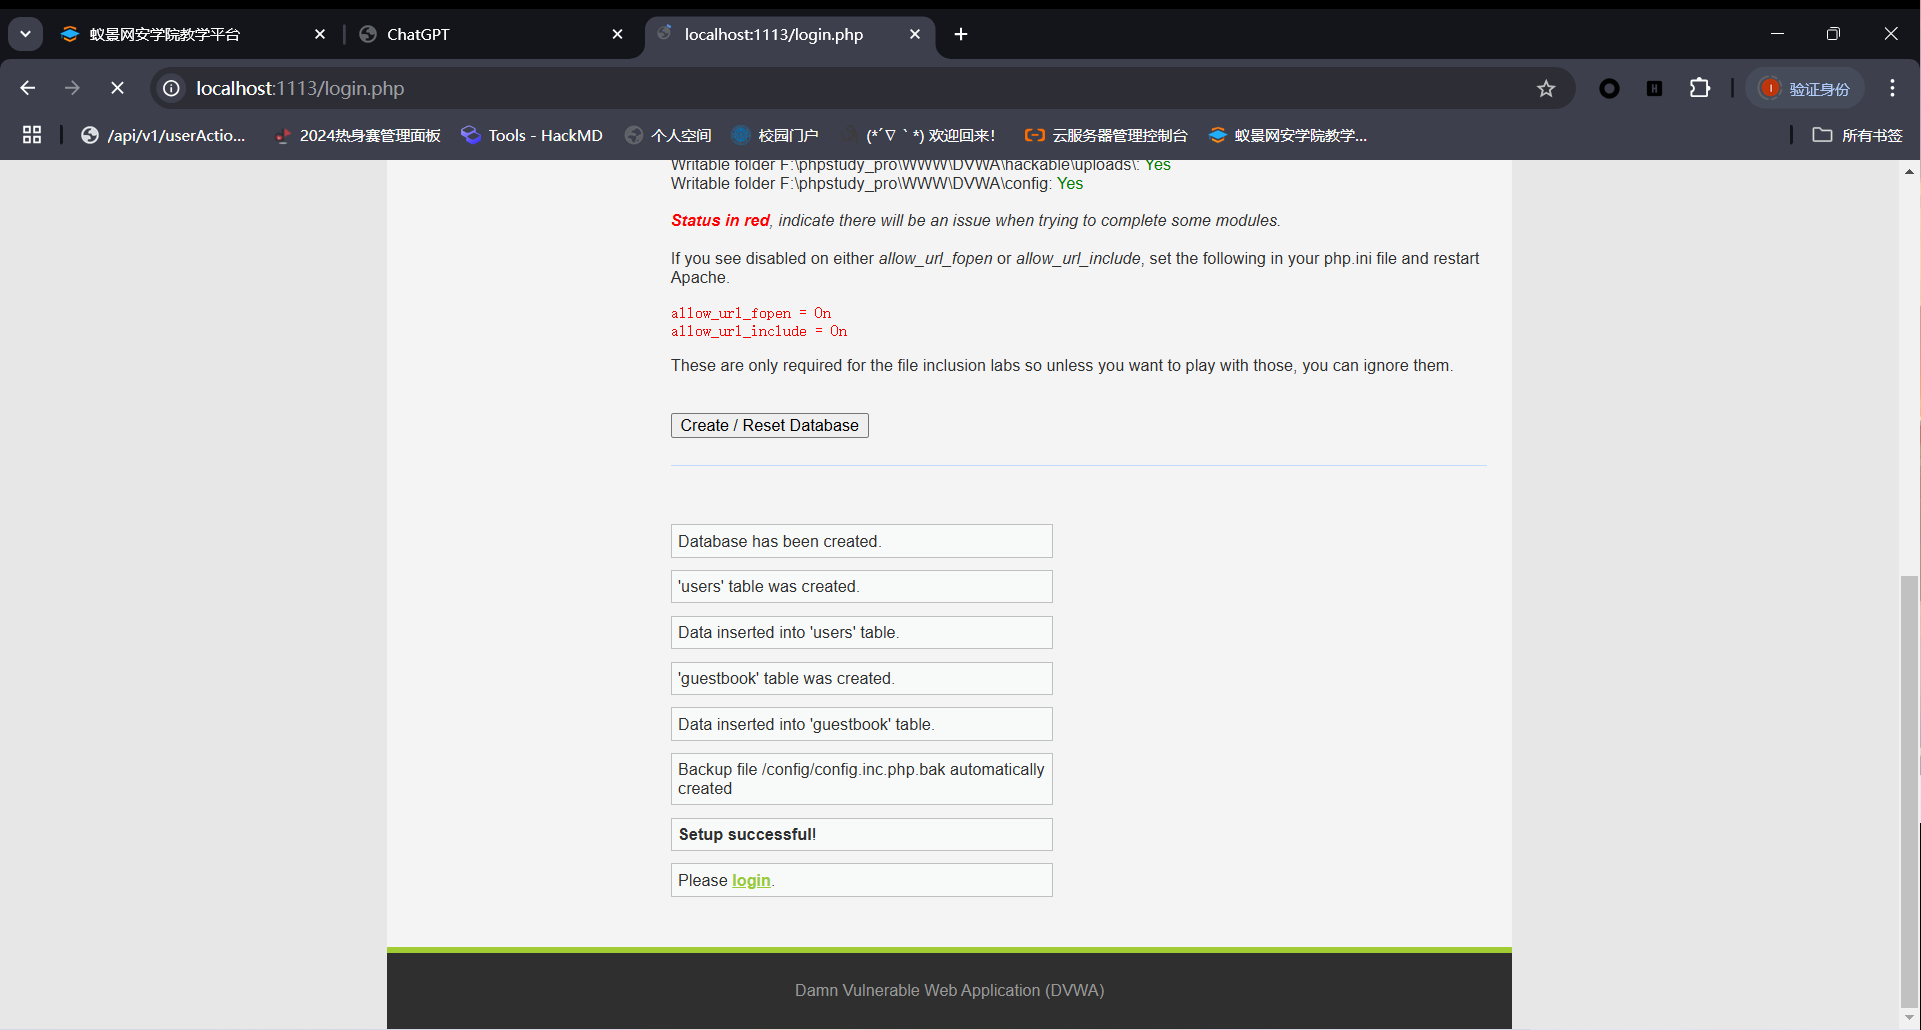 蚁景网安学院教学平台
ChatGPT
localhost:1113/login.php
localhost:1113/login.php
验证身份
/api/v1/userActio...
2024热身赛管理面板
Tools - HackMD
个人空间
校园门户
(*´∇｀*) 欢迎回来!
云服务器管理控制台
蚁景网安学院教学...
所有书签
Writable folder F:\phpstudy_pro\WWW\DVWA\hackable\uploads\: Yes
Writable folder F:\phpstudy_pro\WWW\DVWA\config: Yes
Status in red, indicate there will be an issue when trying to complete some modules.
If you see disabled on either allow_url_fopen or allow_url_include, set the following in your php.ini file and restart
Apache.
allow_url_fopen = On
allow_url_include = On
These are only required for the file inclusion labs so unless you want to play with those, you can ignore them.
Create / Reset Database
Database has been created.
'users' table was created.
Data inserted into 'users' table.
'guestbook' table was created.
Data inserted into 'guestbook' table.
Backup file /config/config.inc.php.bak automatically
created
Setup successful!
Please login.
Damn Vulnerable Web Application (DVWA)